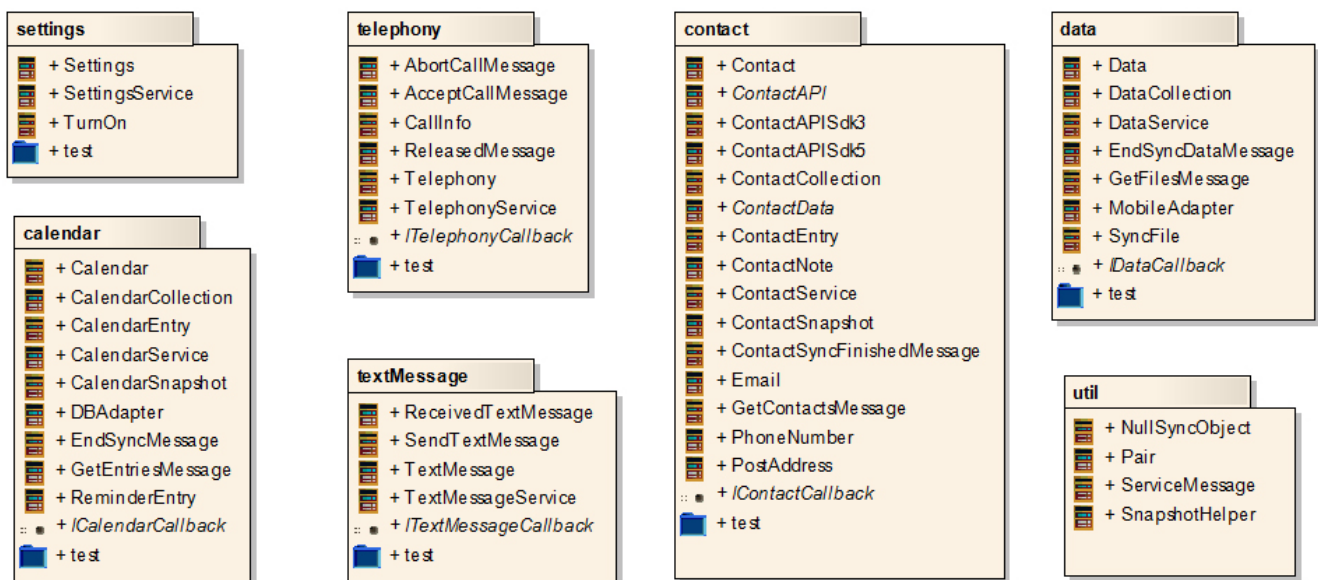 settings
+ Settings
+ SettingsService
+ TurnOn
+ test
calendar
+ Calendar
+ CalendarCollection
+ CalendarEntry
+ CalendarService
+ CalendarSnapshot
+ DBAdapter
+ EndSyncMessage
+ GetEntriesMessage
+ ReminderEntry
+ ICalendarCallback
+ test
telephony
+ AbortCallMessage
+ AcceptCallMessage
+ CallInfo
+ ReleasedMessage
+ Telephony
+ TelephonyService
+ ITelephonyCallback
+ test
textMessage
+ ReceivedTextMessage
+ SendTextMessage
+ TextMessage
+ TextMessageService
+ ITextMessageCallback
+ test
contact
+ Contact
+ ContactAPI
+ ContactAPISdk3
+ ContactAPISdk5
+ ContactCollection
+ ContactData
+ ContactEntry
+ ContactNote
+ ContactService
+ ContactSnapshot
+ ContactSyncFinishedMessage
+ Email
+ GetContactsMessage
+ PhoneNumber
+ PostAddress
+ IContactCallback
+ test
data
+ Data
+ DataCollection
+ DataService
+ EndSyncDataMessage
+ GetFilesMessage
+ MobileAdapter
+ SyncFile
+ IDataCallback
+ test
util
+ NullSyncObject
+ Pair
+ ServiceMessage
+ SnapshotHelper